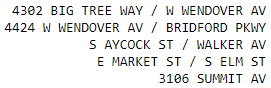 4302 BIG TREE WAY / W WENDOVER AV
4424 W WENDOVER AV / BRIDFORD PKWY
S AYCOCK ST / WALKER AV
E MARKET ST / S ELM ST
3106 SUMMIT AV